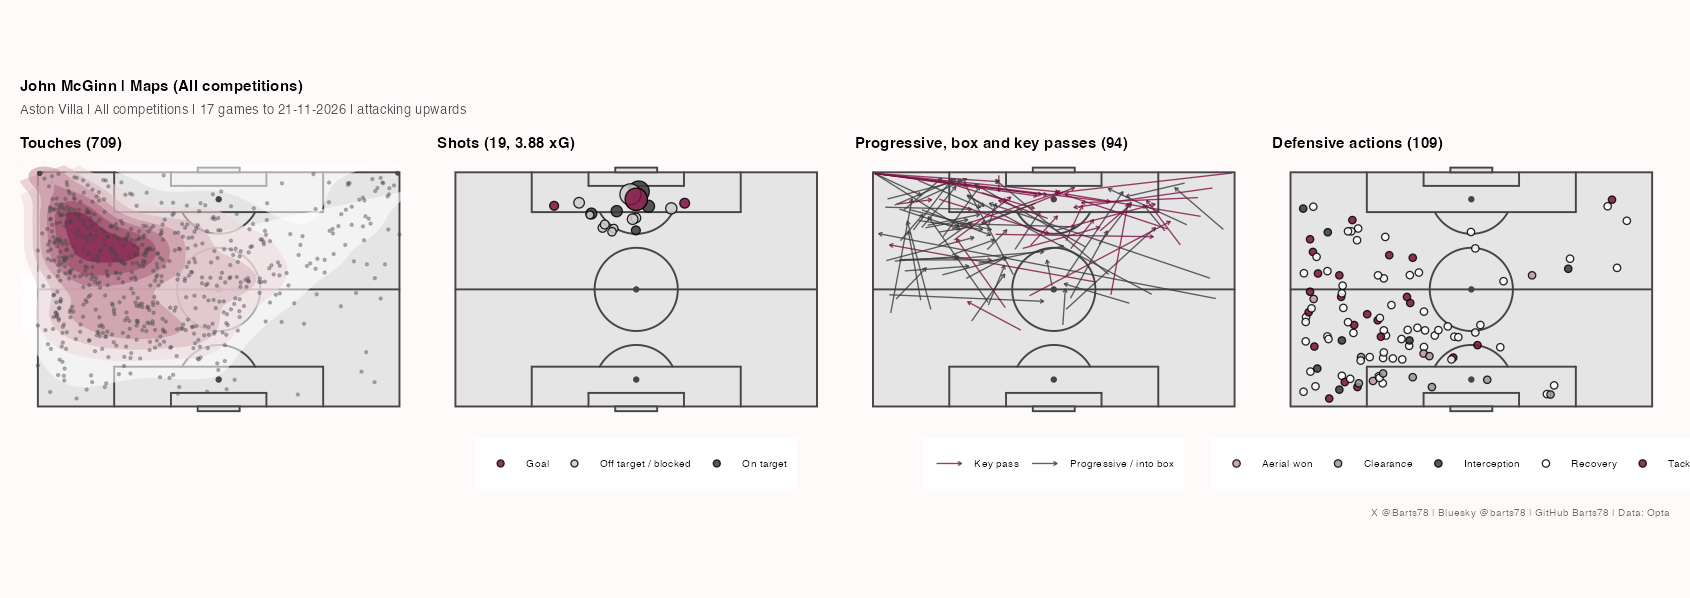 John McGinn | Maps (All competitions)
Aston Villa | All competitions | 17 games to 21-11-2026 | attacking upwards
Touches (709)
Shots (19, 3.88 xG)
Progressive, box and key passes (94)
Defensive actions (109)
Goal
Off target / blocked
On target
Key pass
Progressive / into box
Aerial won
Clearance
Interception
Recovery
Tack
X @Barts78 | Bluesky @barts78 | GitHub Barts78 | Data: Opta